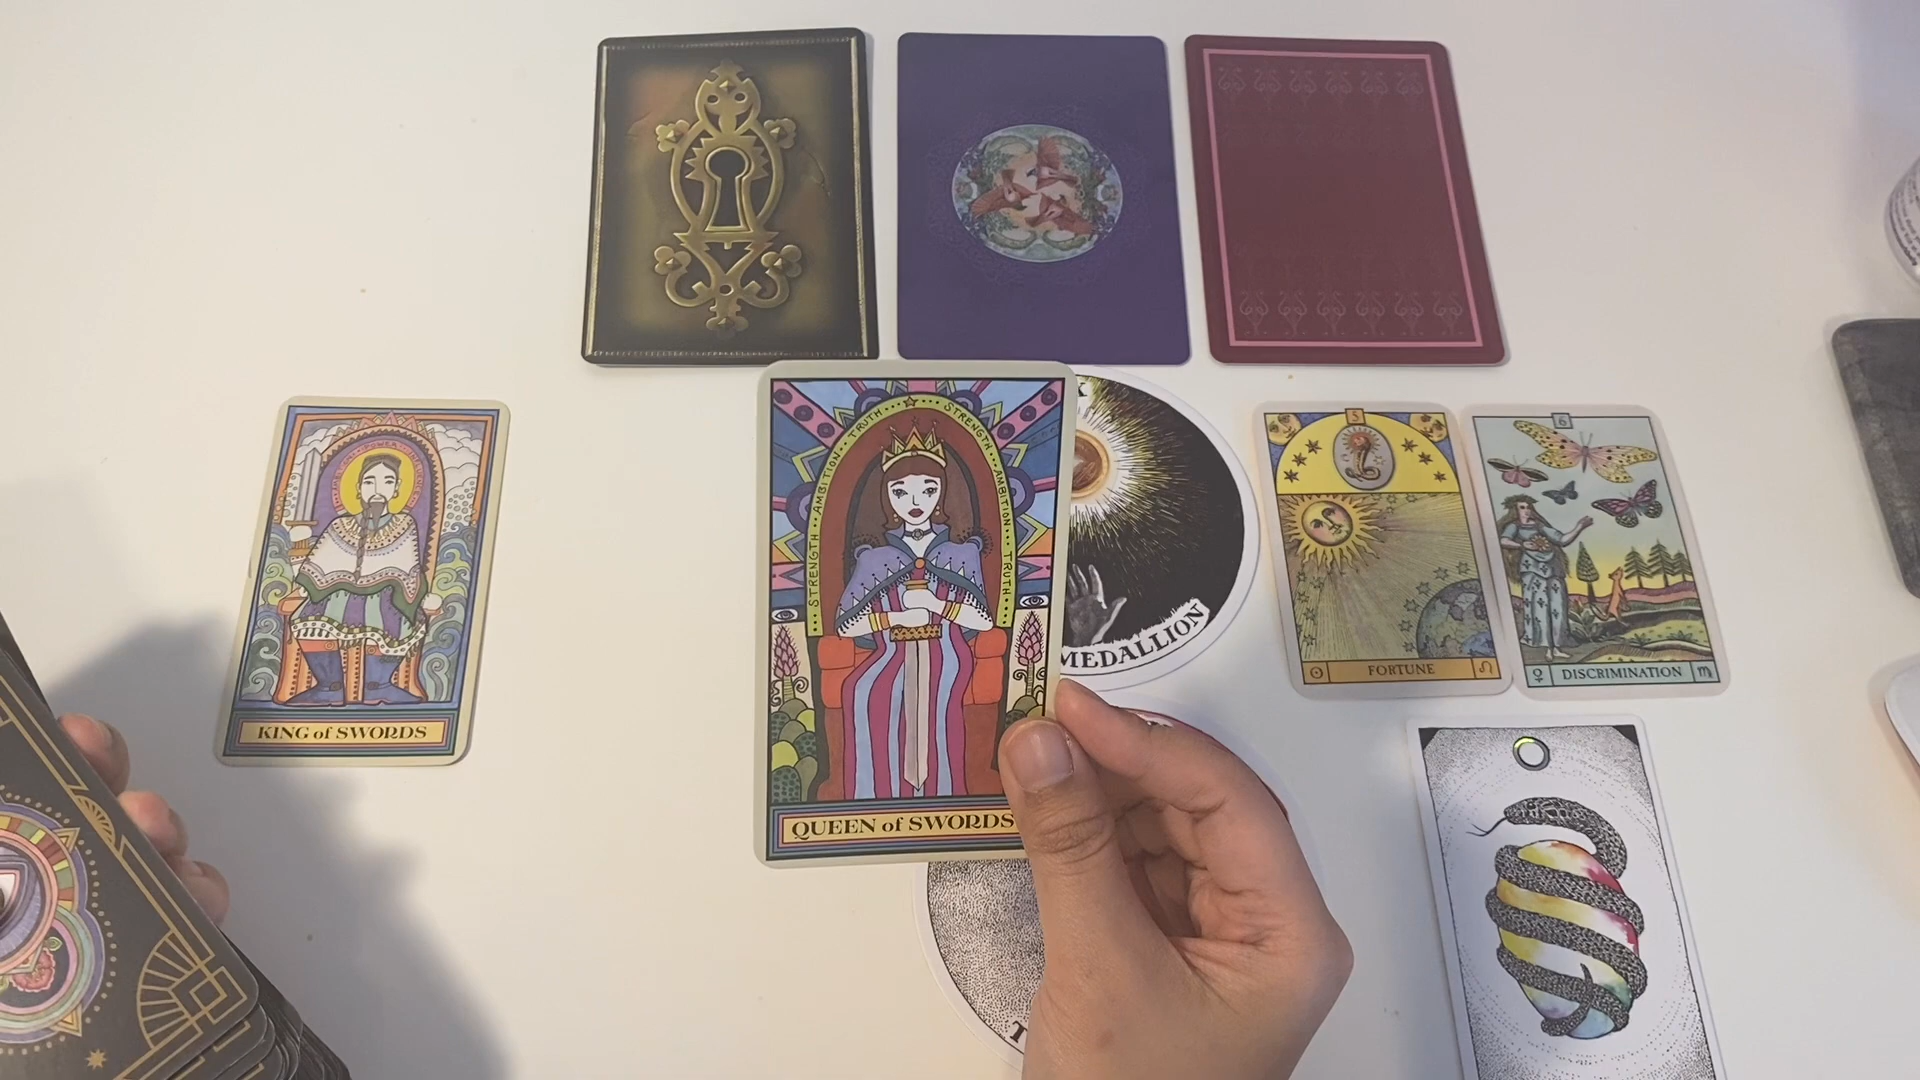 KING of SWORDS
STRENGTH • AMBITION • TRUTH
STRENGTH • AMBITION • TRUTH
QUEEN of SWORDS
MEDALLION
5
FORTUNE
6
DISCRIMINATION